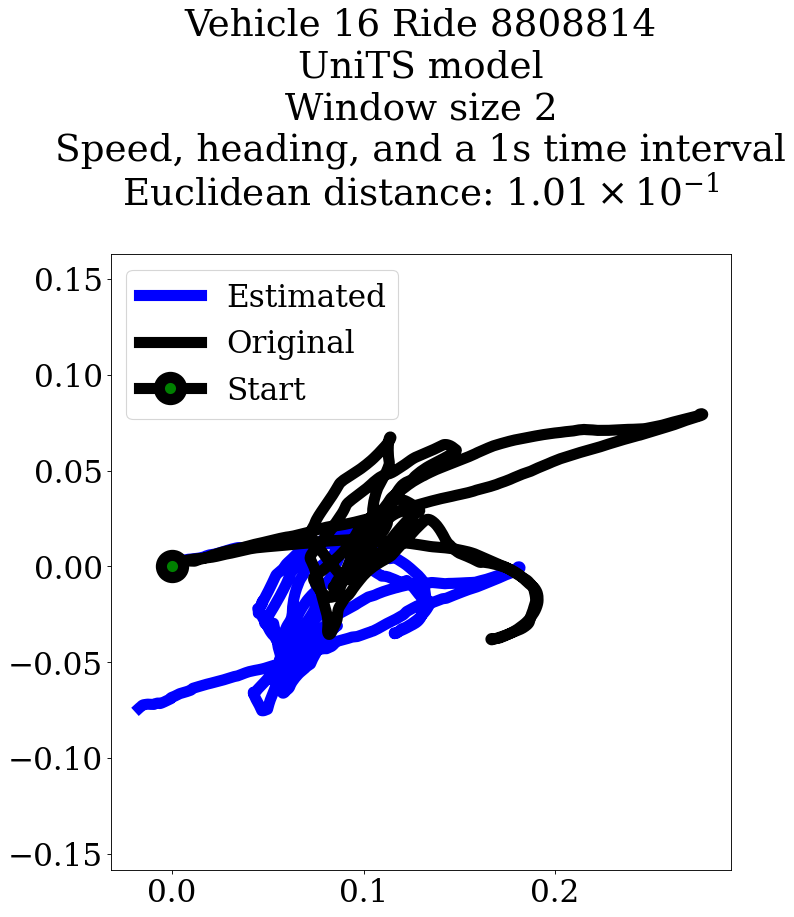 Vehicle 16 Ride 8808814
UniTS model
Window size 2
Speed, heading, and a 1s time interval
Euclidean distance: $1.01 \times 10^{-1}$
Estimated
Original
Start
0.15
0.10
0.05
0.00
−0.05
−0.10
−0.15
0.0 0.1 0.2